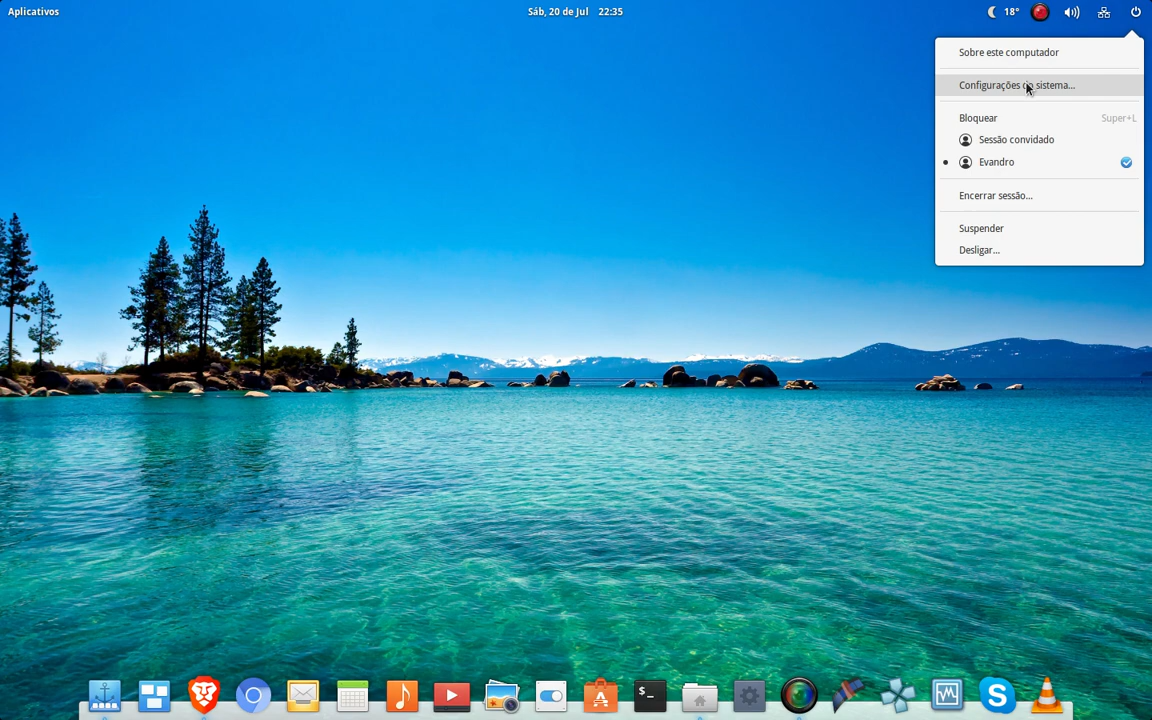 Aplicativos
Sáb, 20 de Jul 22:35
18°
Sobre este computador
Configurações do sistema...
Bloquear Super+L
Sessão convidado
Evandro
Encerrar sessão...
Suspender
Desligar...
$_